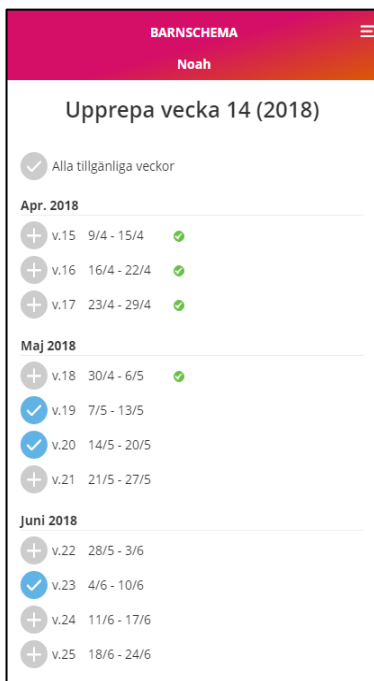 BARNSCHEMA
Noah
Upprepa vecka 14 (2018)
Alla tillgänliga veckor
Apr. 2018
v.15 9/4 - 15/4
v.16 16/4 - 22/4
v.17 23/4 - 29/4
Maj 2018
v.18 30/4 - 6/5
v.19 7/5 - 13/5
v.20 14/5 - 20/5
v.21 21/5 - 27/5
Juni 2018
v.22 28/5 - 3/6
v.23 4/6 - 10/6
v.24 11/6 - 17/6
v.25 18/6 - 24/6